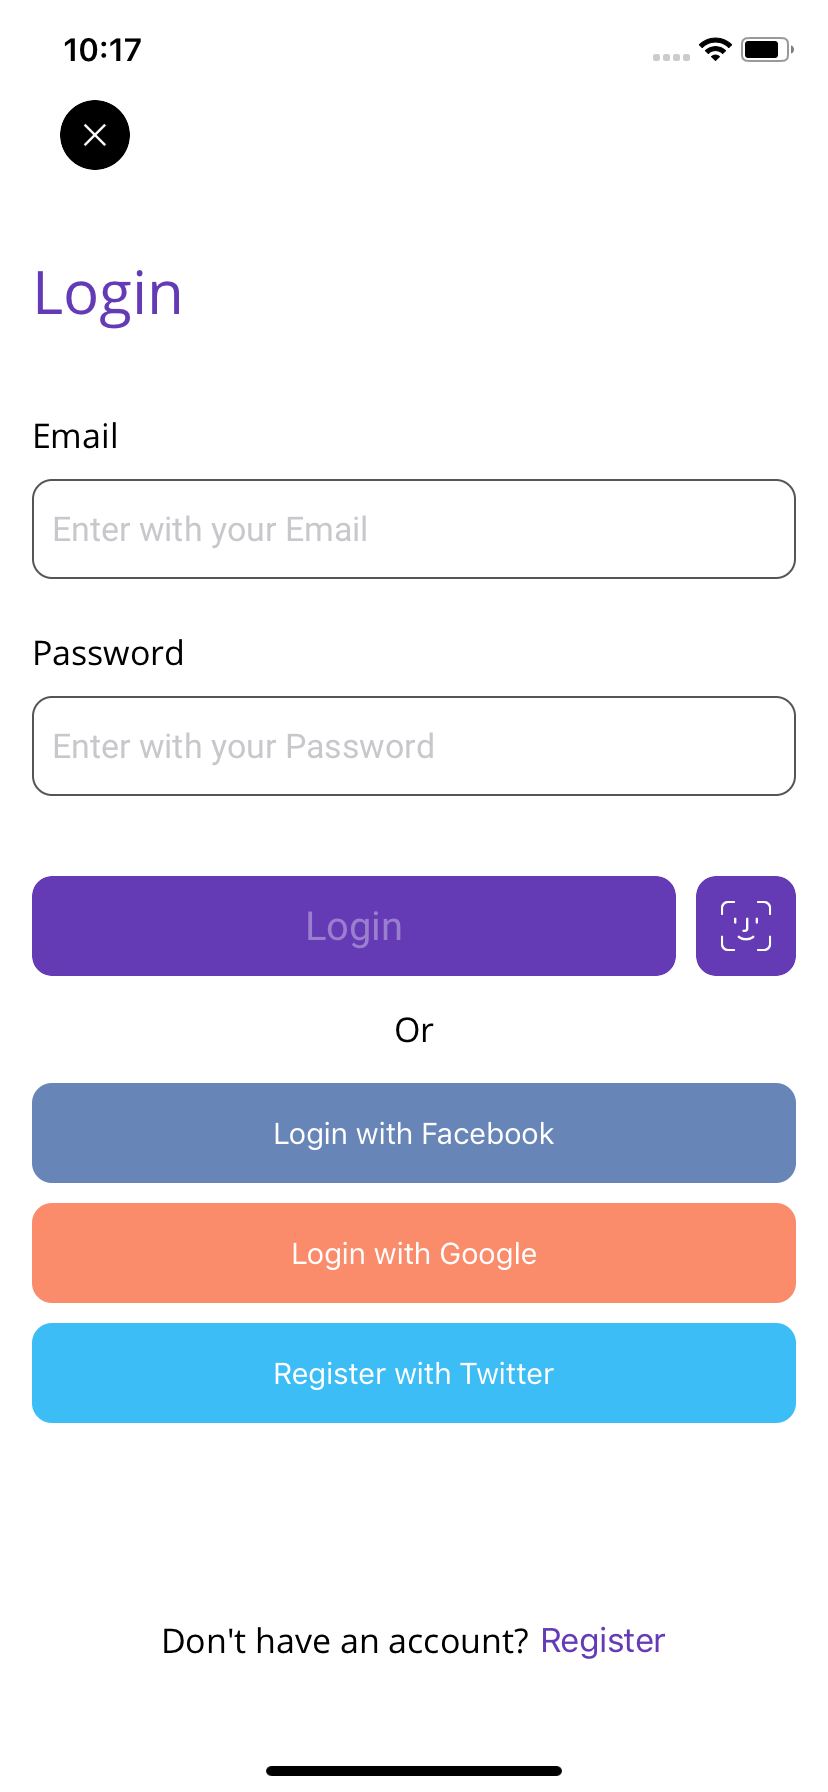 10:17
Login
Email
Enter with your Email
Password
Enter with your Password
Login
Or
Login with Facebook
Login with Google
Register with Twitter
Don't have an account? Register